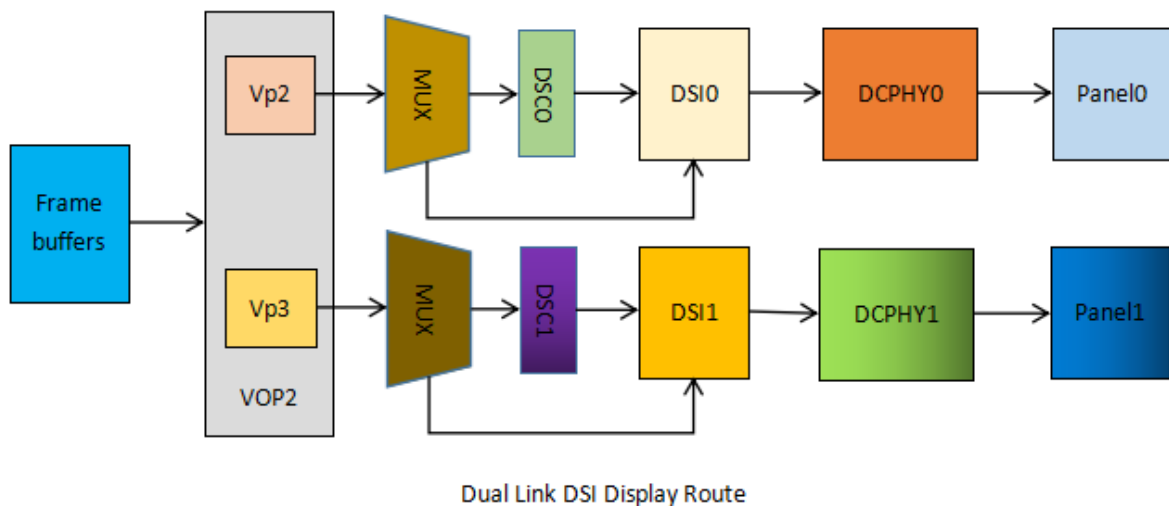 Frame
buffers
Vp2
Vp3
VOP2
MUX
DSC0
DSI0
DCPHY0
Panel0
MUX
DSC1
DSI1
DCPHY1
Panel1
Dual Link DSI Display Route